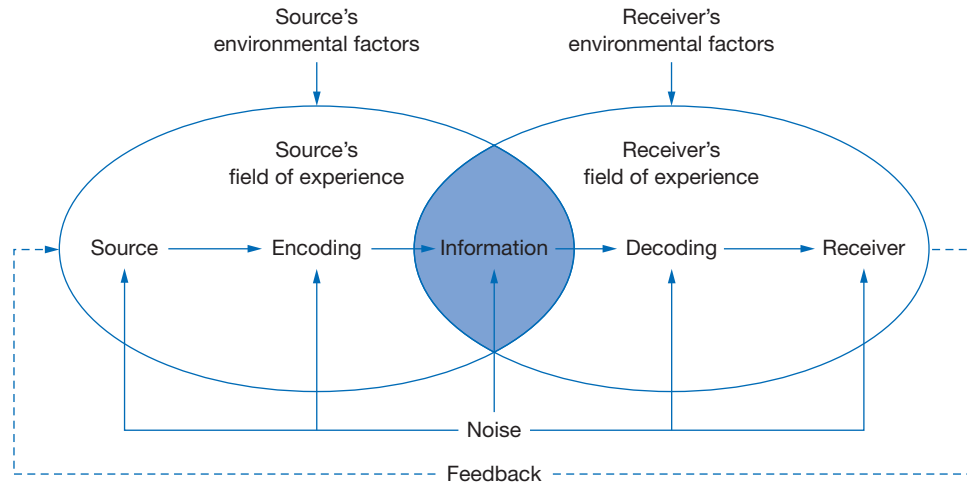 Source's
environmental factors
Receiver's
environmental factors
Source's
field of experience
Receiver's
field of experience
Source
Encoding
Information
Decoding
Receiver
Noise
Feedback